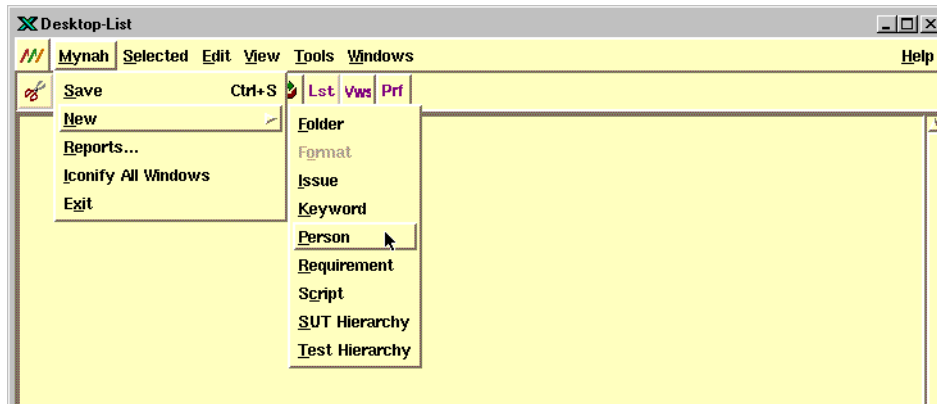 Desktop-List
Mynah Selected Edit View Tools Windows Help
Save Ctrl+S Lst Vws Prf
New
Folder
Reports...
Format
Iconify All Windows
Issue
Exit
Keyword
Person
Requirement
Script
SUT Hierarchy
Test Hierarchy